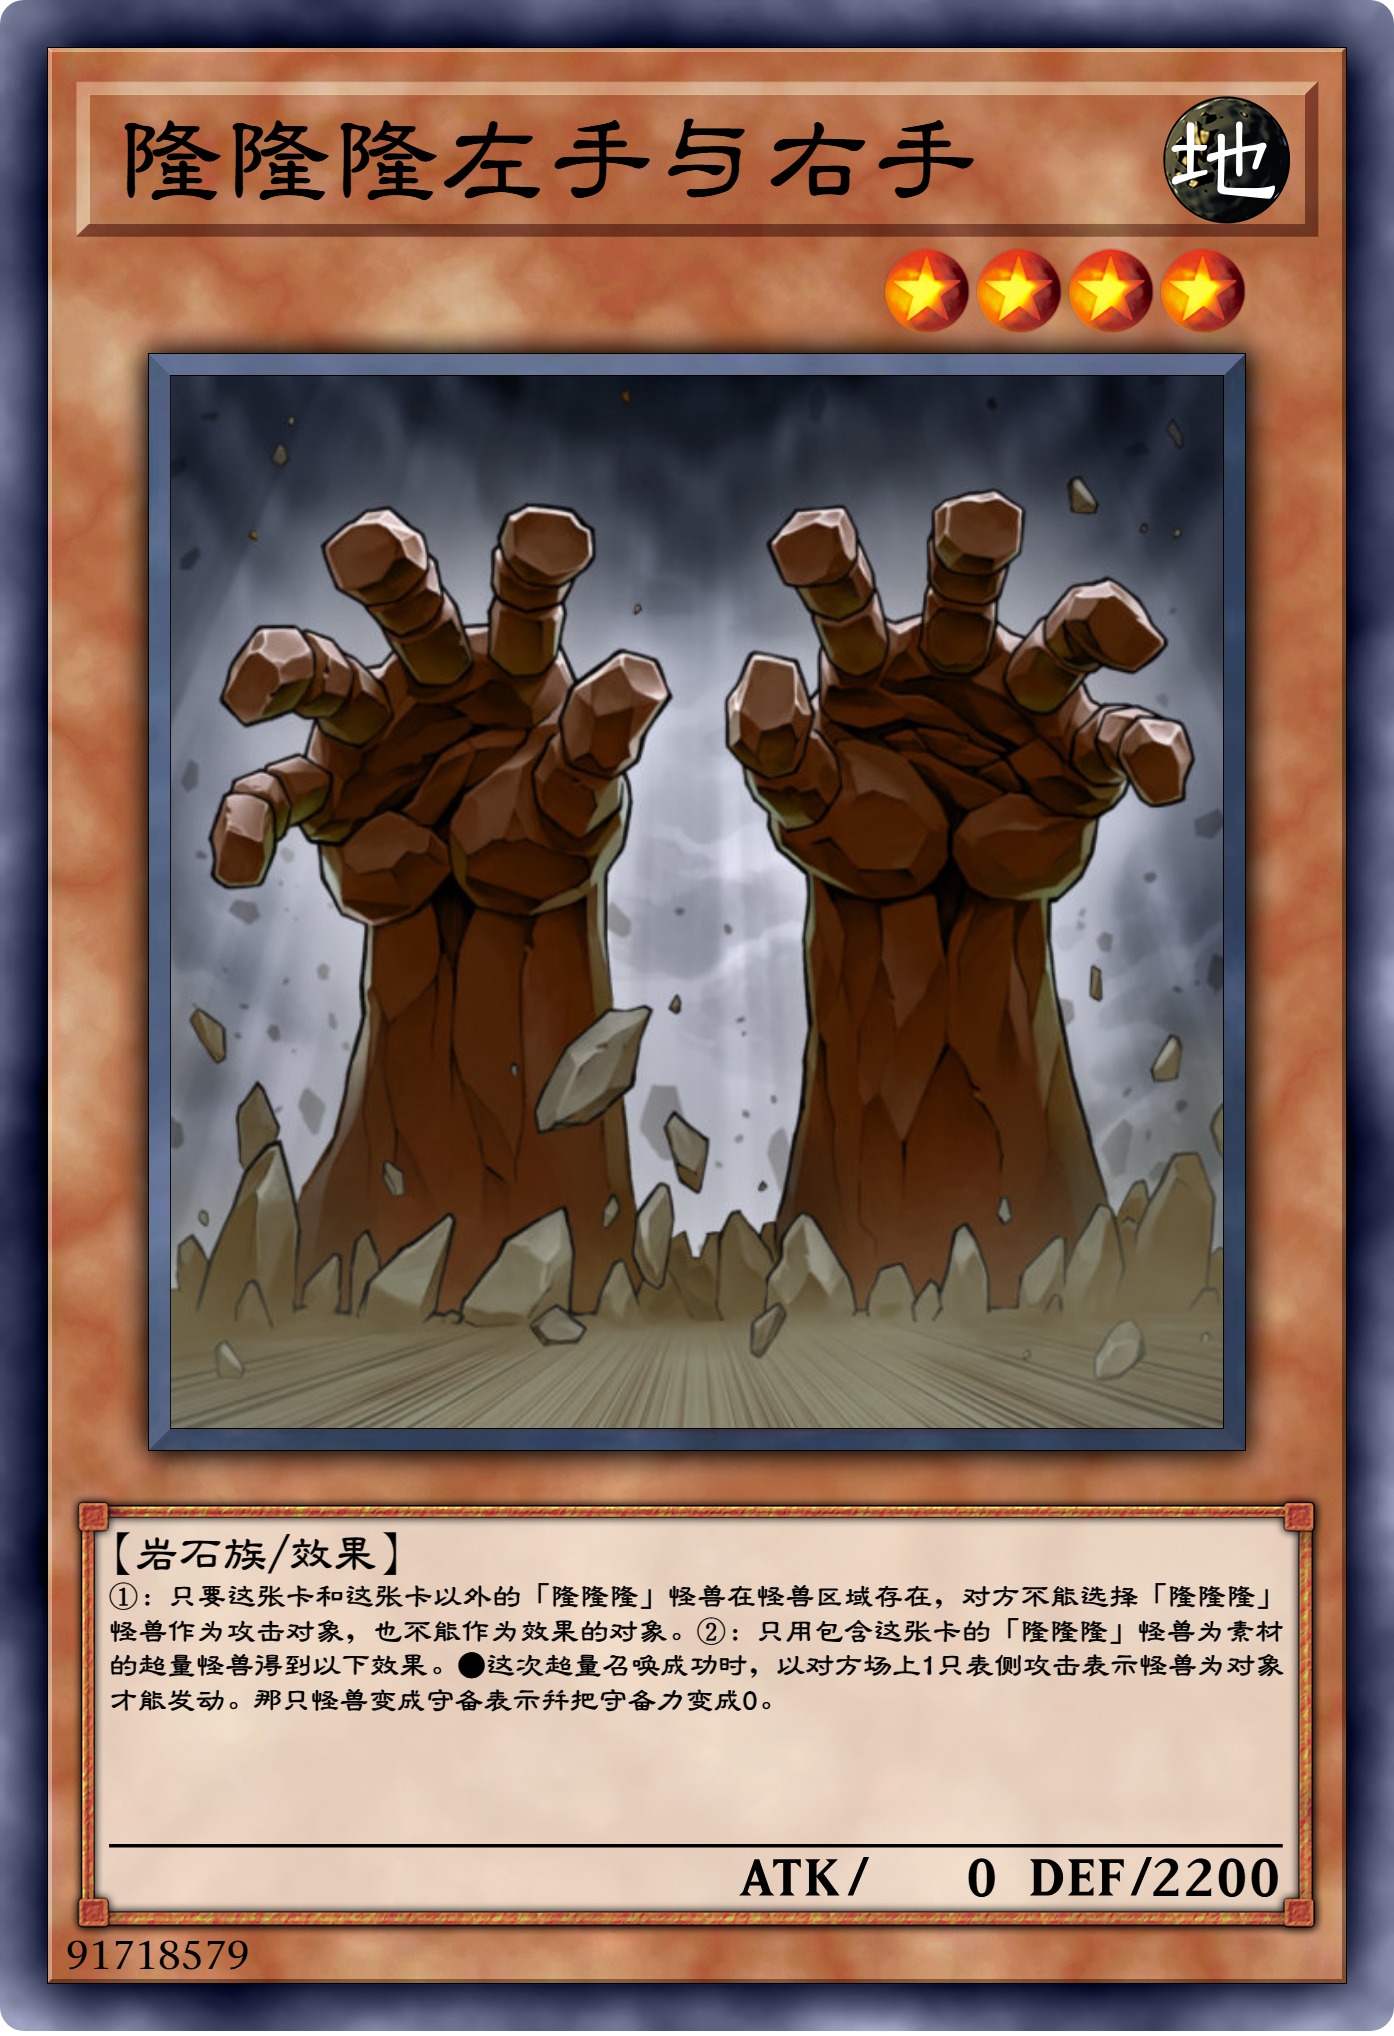 隆隆隆左手与右手
地
【岩石族/效果】
①：只要这张卡和这张卡以外的「隆隆隆」怪兽在怪兽区域存在，对方不能选择「隆隆隆」
怪兽作为攻击对象，也不能作为效果的对象。②：只用包含这张卡的「隆隆隆」怪兽为素材
的超量怪兽得到以下效果。●这次超量召唤成功时，以对方场上1只表侧攻击表示怪兽为对象
才能发动。那只怪兽变成守备表示并把守备力变成0。
ATK/ 0 DEF/2200
91718579